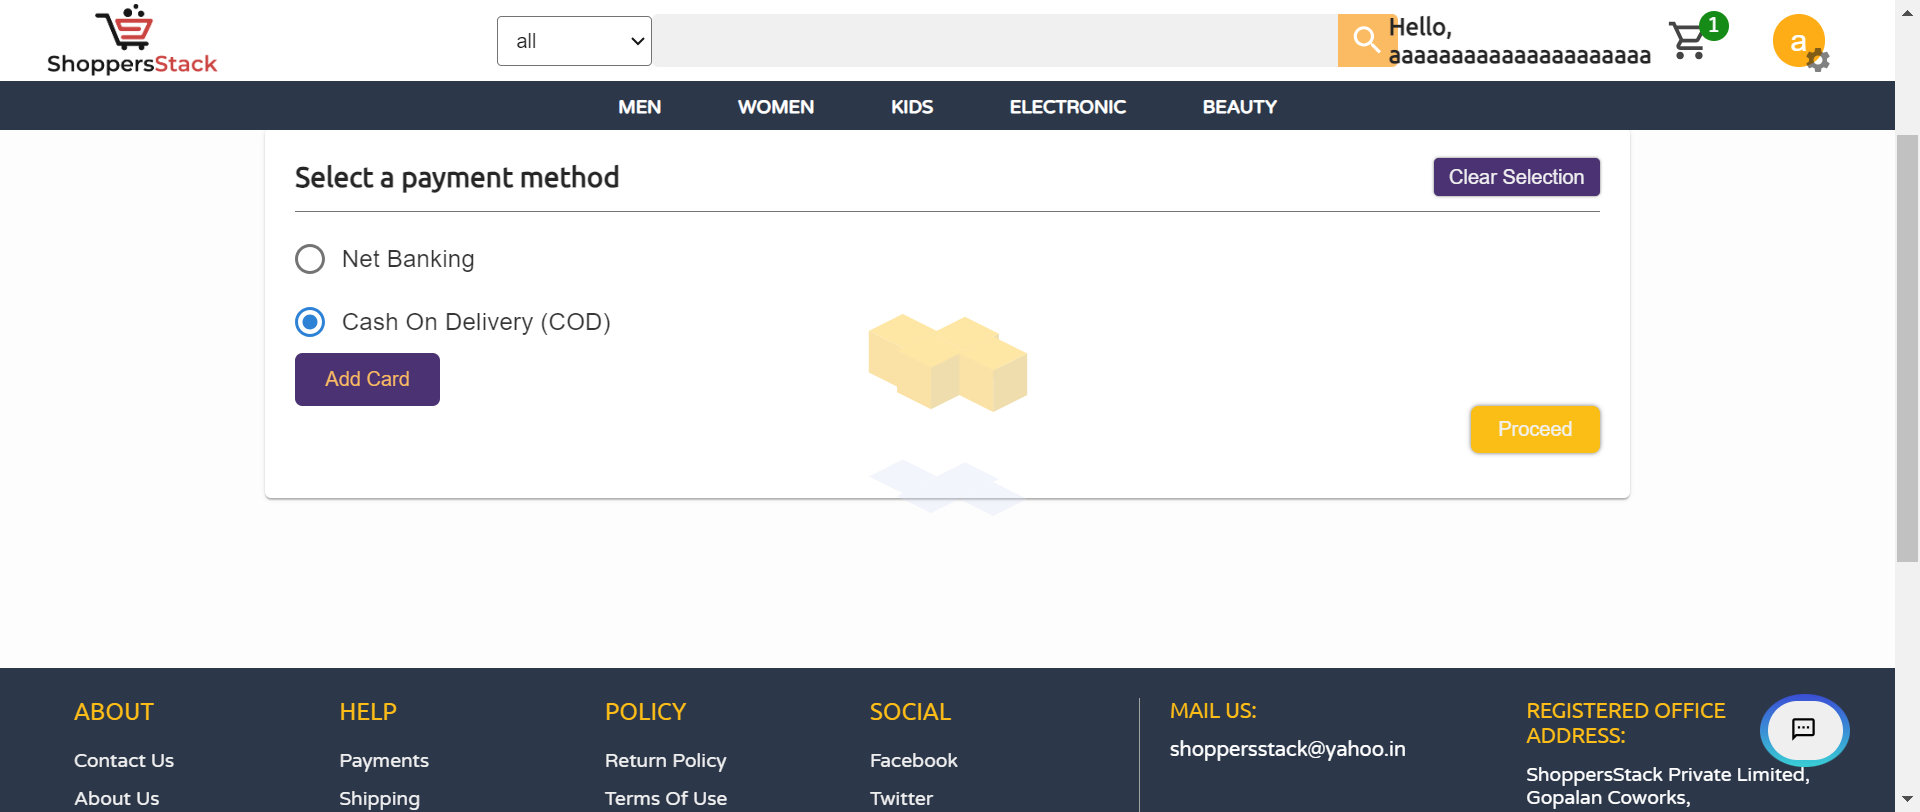 ShoppersStack
all
Hello,
aaaaaaaaaaaaaaaaaaaaa
1
a
MEN
WOMEN
KIDS
ELECTRONIC
BEAUTY
Select a payment method
Clear Selection
Net Banking
Cash On Delivery (COD)
Add Card
Proceed
ABOUT
Contact Us
About Us
HELP
Payments
Shipping
POLICY
Return Policy
Terms Of Use
SOCIAL
Facebook
Twitter
MAIL US:
shoppersstack@yahoo.in
REGISTERED OFFICE
ADDRESS:
ShoppersStack Private Limited,
Gopalan Coworks,